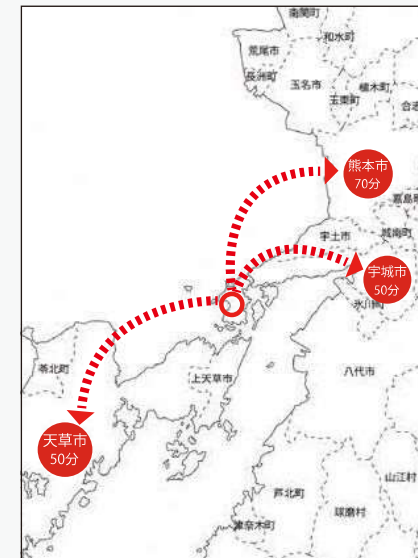 南関町
和水町
荒尾市
長洲町
玉名市
植木町
玉東町
合志
熊本市
70分
嘉島町
城南町
宇土市
宇城市
50分
氷川町
苓北町
上天草市
八代市
天草市
50分
山江村
芦北町
球磨村
津奈木町